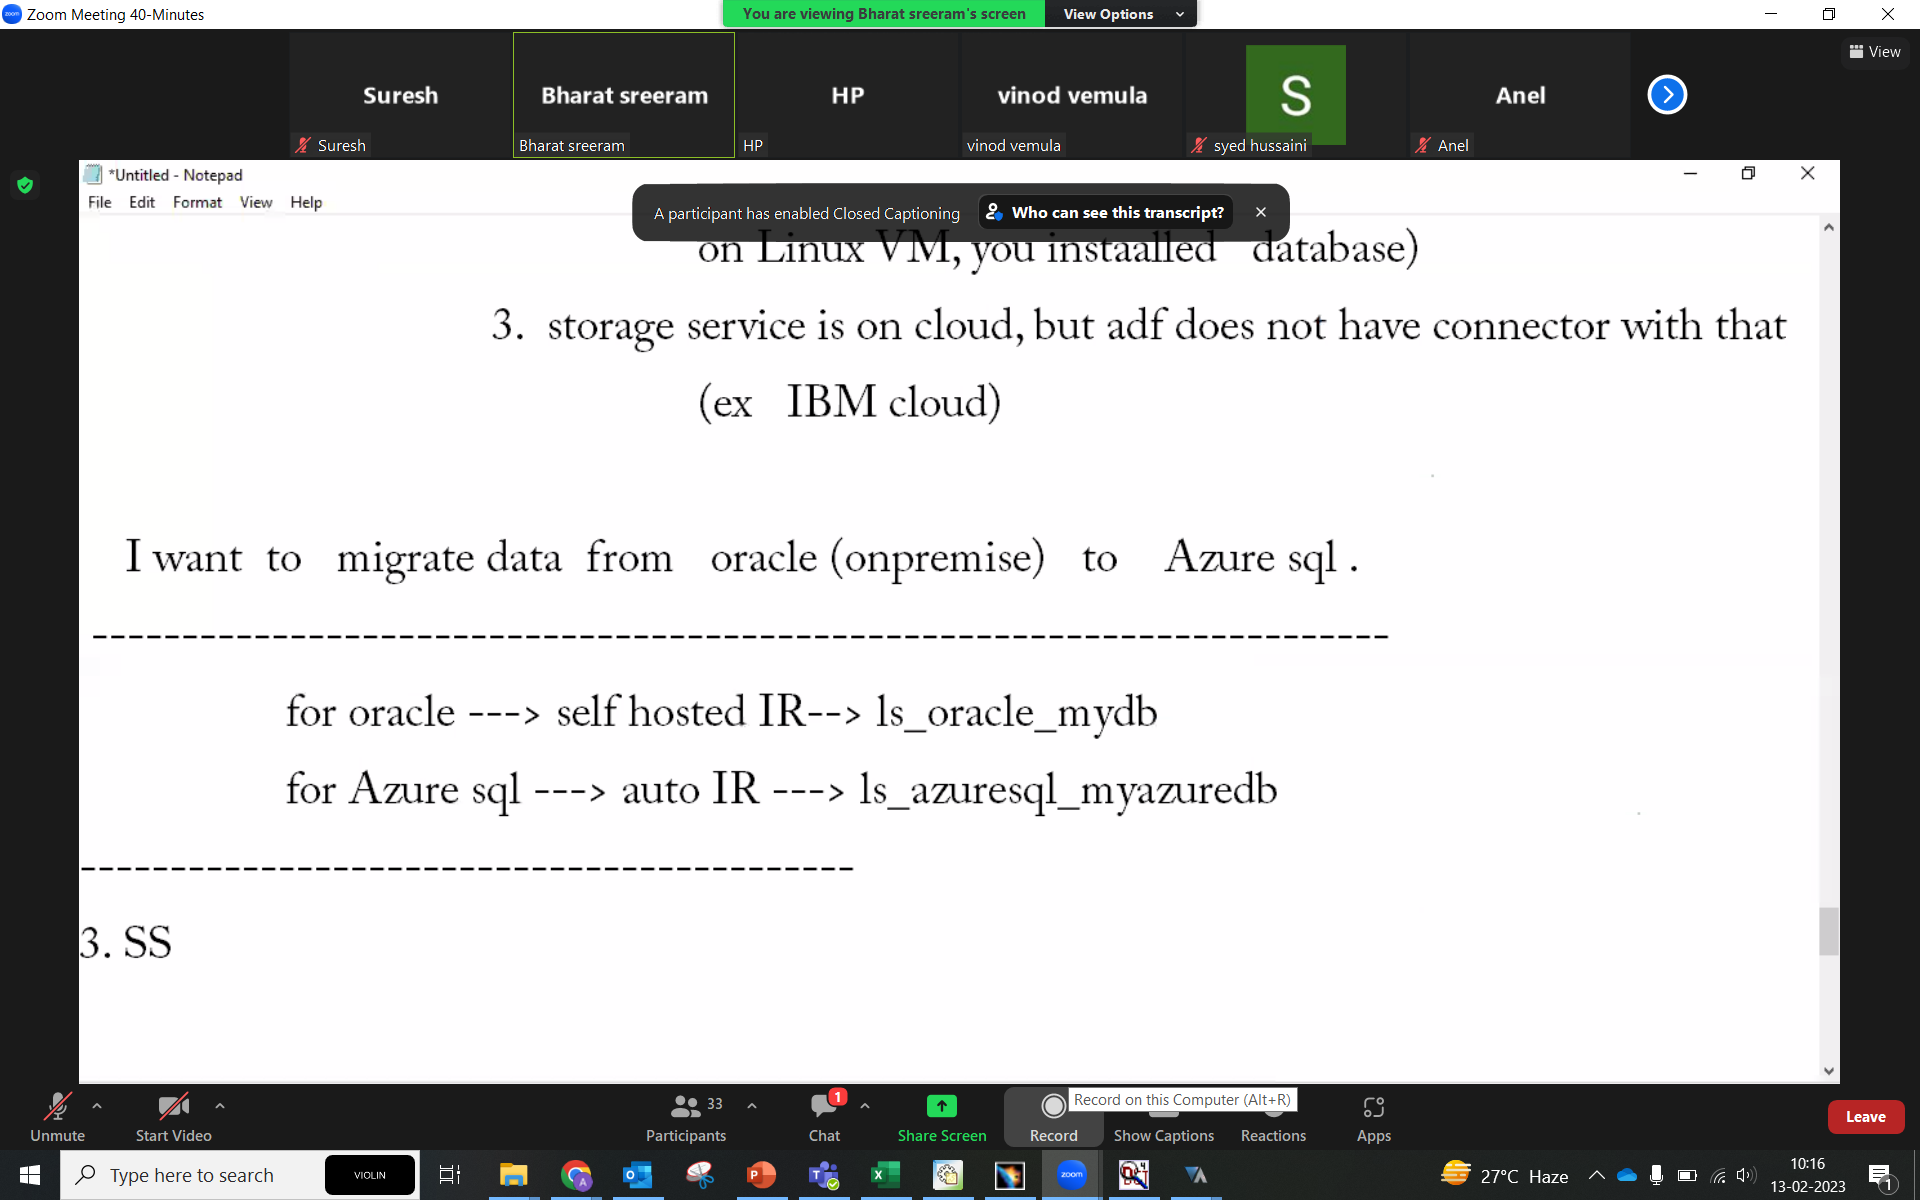 Zoom Meeting 40-Minutes
You are viewing Bharat sreeram's screen
View Options
View
Suresh
Bharat sreeram
HP
vinod vemula
S
Anel
Suresh
Bharat sreeram
HP
vinod vemula
syed hussaini
Anel
*Untitled - Notepad
File Edit Format View Help
A participant has enabled Closed Captioning
Who can see this transcript?
on Linux VM, you instaalled database)
3. storage service is on cloud, but adf does not have connector with that
(ex IBM cloud)
I want to migrate data from oracle (onpremise) to Azure sql .
------------------------------------------------------------------------
for oracle ---> self hosted IR--> ls_oracle_mydb
for Azure sql ---> auto IR ---> ls_azuresql_myazuredb
-------------------------------------------
3. SS
Unmute
Start Video
33
Participants
1
Chat
Share Screen
Record
Record on this Computer (Alt+R)
Show Captions
Reactions
Apps
Leave
Type here to search
VIOLIN
zoom
27°C Haze
10:16
13-02-2023
1